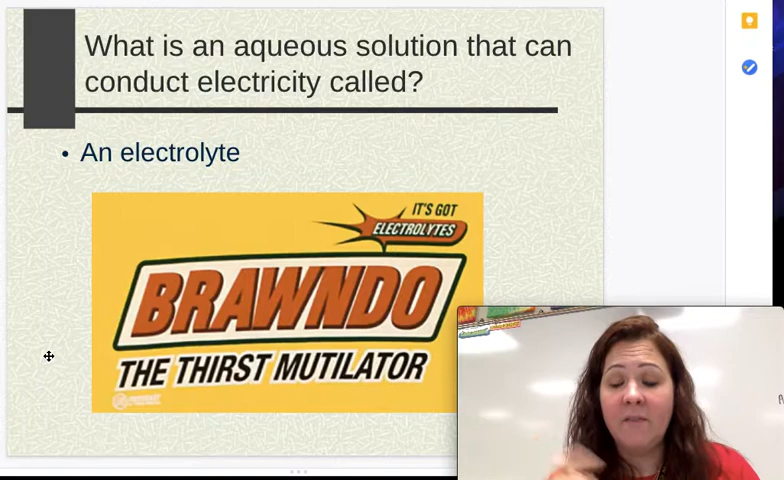 What is an aqueous solution that can
conduct electricity called?
• An electrolyte
IT'S GOT
ELECTROLYTES
BRAWNDO
THE THIRST MUTILATOR